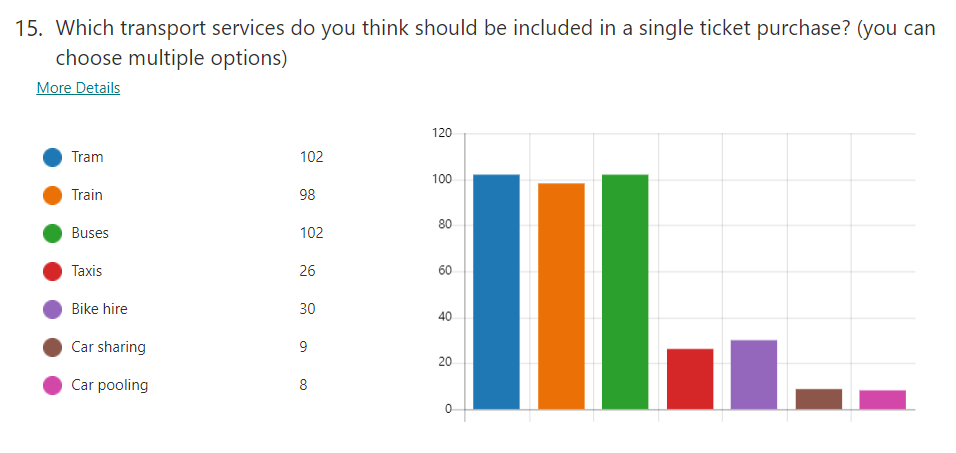 15. Which transport services do you think should be included in a single ticket purchase? (you can
choose multiple options)
More Details
Tram 102
Train 98
Buses 102
Taxis 26
Bike hire 30
Car sharing 9
Car pooling 8
120
100
80
60
40
20
0